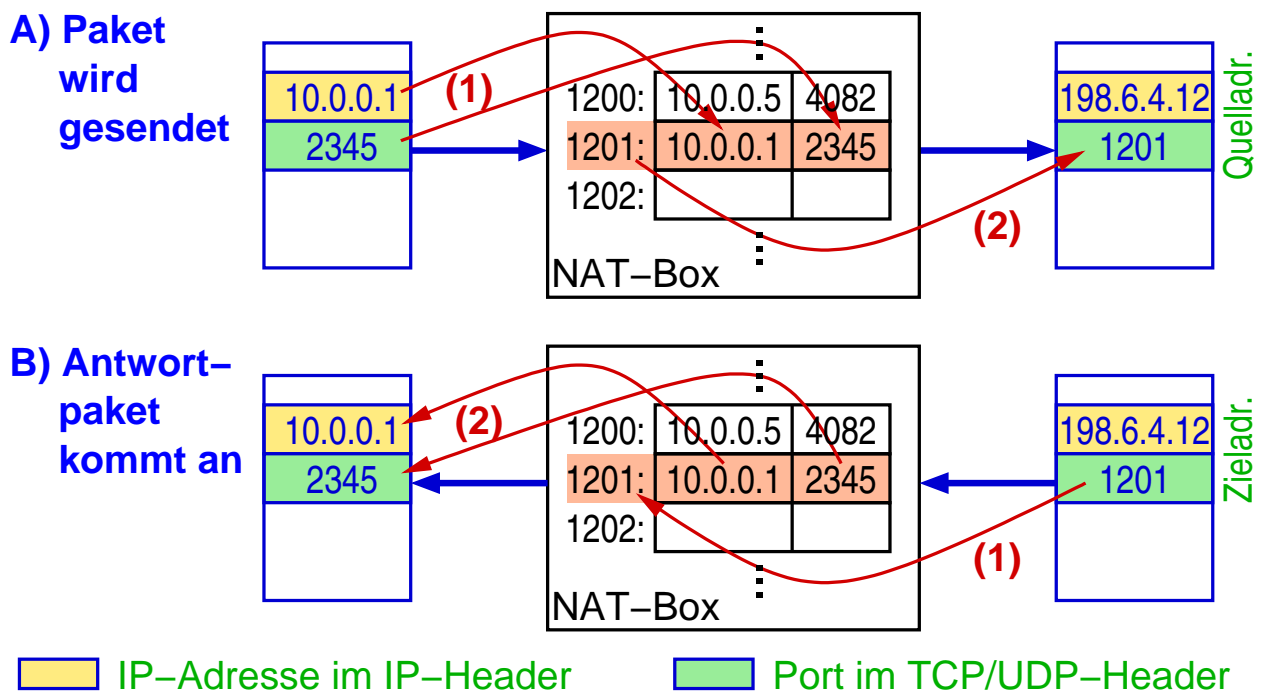 A) Paket
wird
gesendet
10.0.0.1
2345
(1)
1200: 10.0.0.5 4082
1201: 10.0.0.1 2345
1202:
NAT–Box
(2)
198.6.4.12
1201
Quelladr.
B) Antwort–
paket
kommt an
10.0.0.1
2345
(2)
1200: 10.0.0.5 4082
1201: 10.0.0.1 2345
1202:
NAT–Box
(1)
198.6.4.12
1201
Zieladr.
IP–Adresse im IP–Header
Port im TCP/UDP–Header